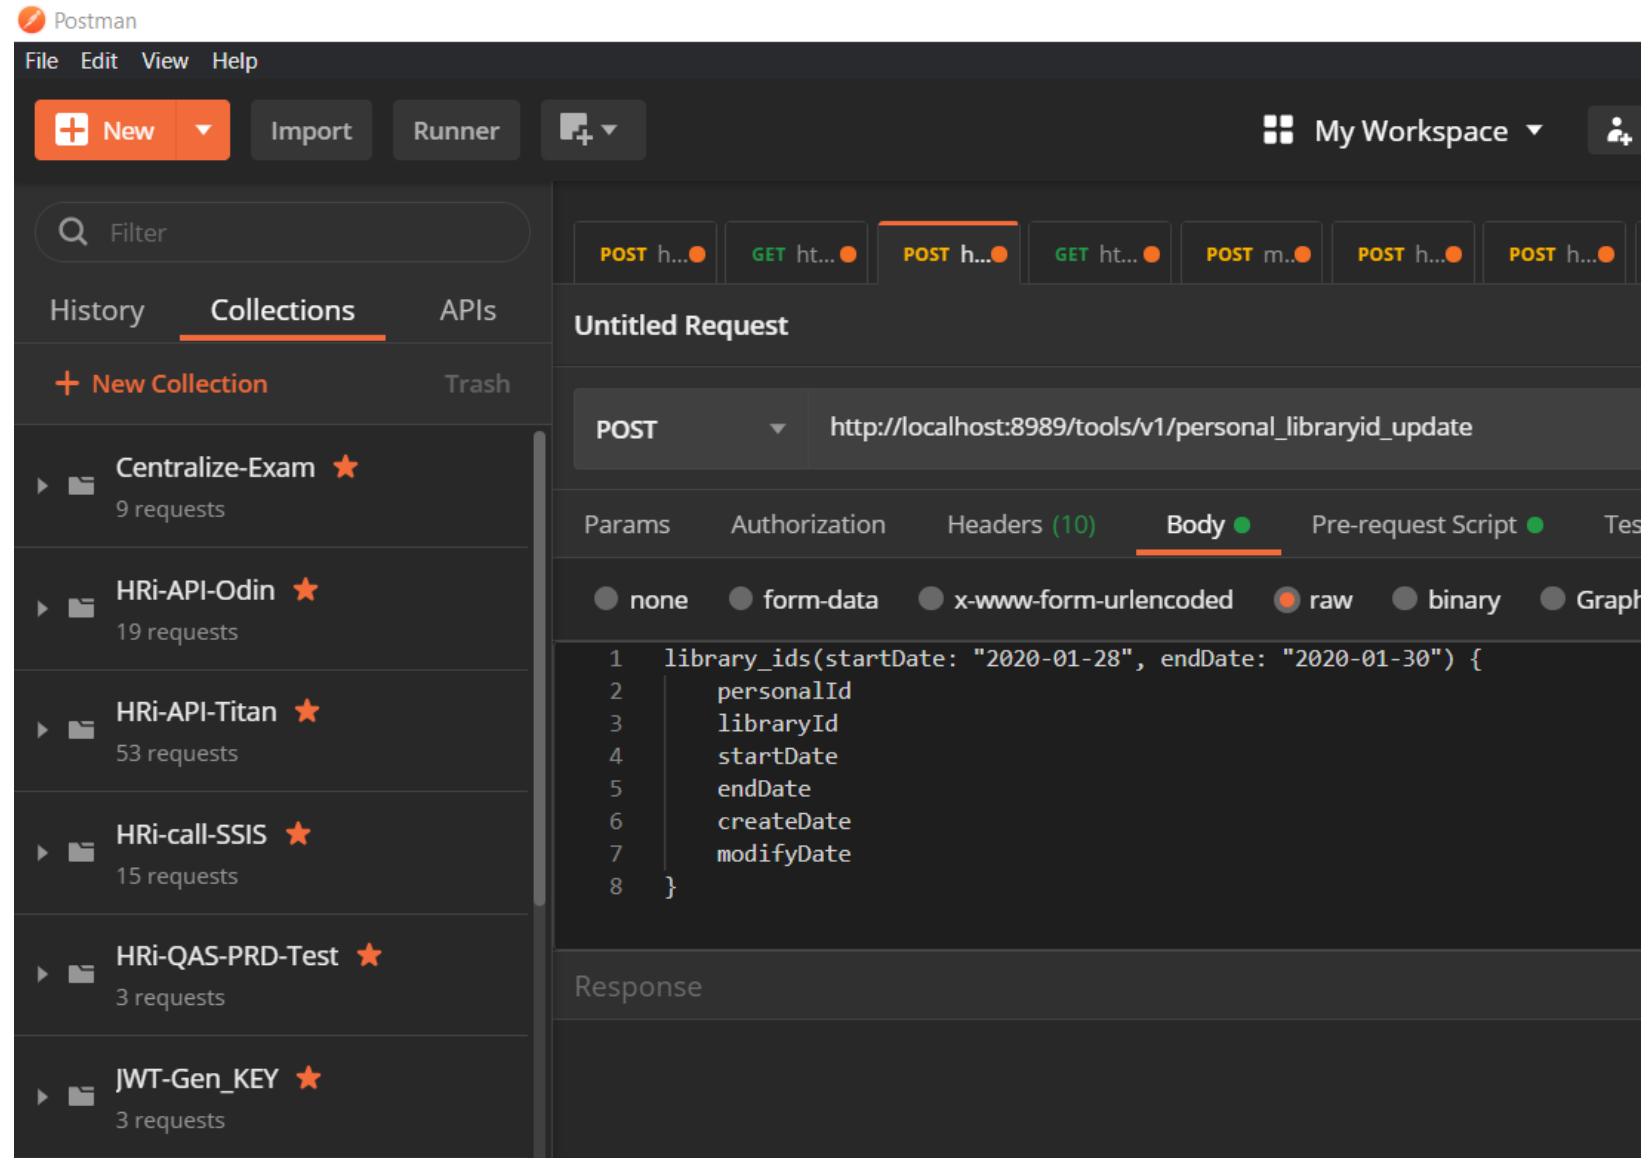 Postman
File Edit View Help
New Import Runner My Workspace
Filter
History Collections APIs
New Collection Trash
Centralize-Exam
9 requests
HRi-API-Odin
19 requests
HRi-API-Titan
53 requests
HRi-call-SSIS
15 requests
HRi-QAS-PRD-Test
3 requests
JWT-Gen_KEY
3 requests
POST h... GET ht... POST h... GET ht... POST m.. POST h... POST h...
Untitled Request
POST http://localhost:8989/tools/v1/personal_libraryid_update
Params Authorization Headers (10) Body Pre-request Script Tes
none form-data x-www-form-urlencoded raw binary Graph
1 library_ids(startDate: "2020-01-28", endDate: "2020-01-30") {
2 personalId
3 libraryId
4 startDate
5 endDate
6 createDate
7 modifyDate
8 }
Response